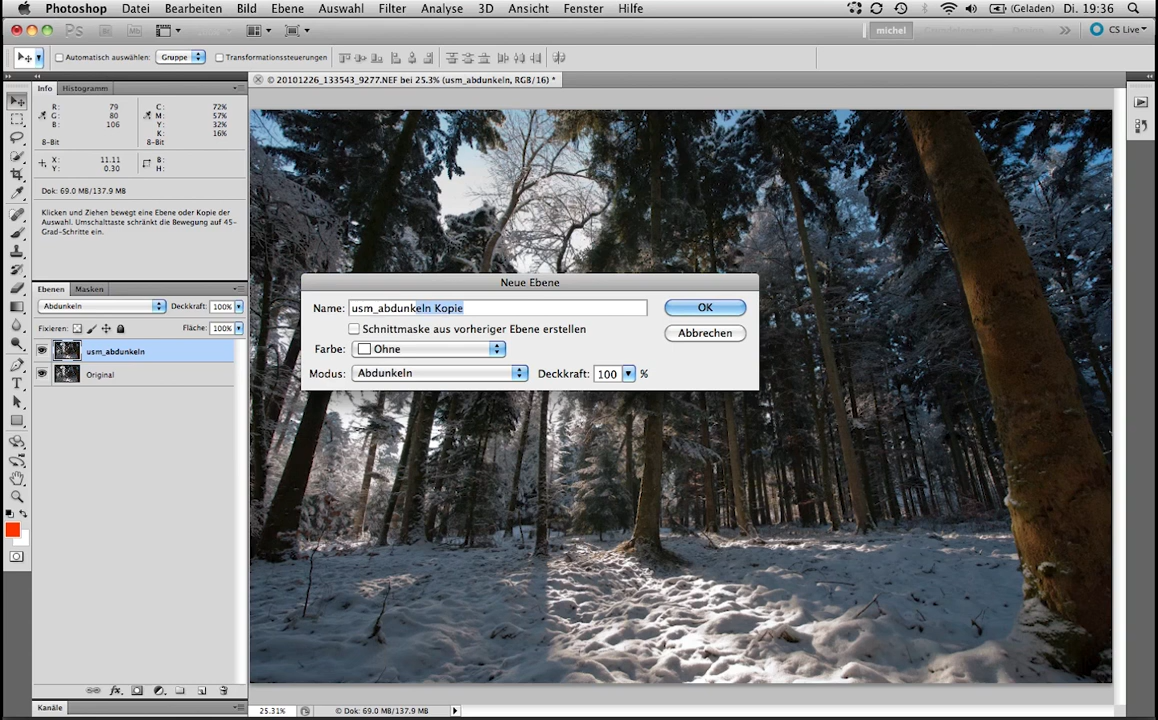 Photoshop Datei Bearbeiten Bild Ebene Auswahl Filter Analyse 3D Ansicht Fenster Hilfe (Geladen) Di. 19:36
Ps Br Mb michel CS Live
Automatisch auswählen: Gruppe Transformationssteuerungen
© 20101226_133543_9277.NEF bei 25.3% (usm_abdunkeln, RGB/16) *
Info Histogramm
R: 79 C: 72%
G: 80 M: 57%
B: 106 Y: 32%
K: 16%
8-Bit 8-Bit
X: 11.11 B:
Y: 0.30 H:
Dok: 69.0 MB/137.9 MB
Klicken und Ziehen bewegt eine Ebene oder Kopie der
Auswahl. Umschalttaste schränkt die Bewegung auf 45-
Grad-Schritte ein.
Ebenen Masken
Abdunkeln Deckkraft: 100%
Fixieren: Fläche: 100%
usm_abdunkeln
Original
Neue Ebene
Name: usm_abdunkeln Kopie OK
Schnittmaske aus vorheriger Ebene erstellen
Abbrechen
Farbe: Ohne
Modus: Abdunkeln Deckkraft: 100 %
fx
Kanäle
25.31% © Dok: 69.0 MB/137.9 MB